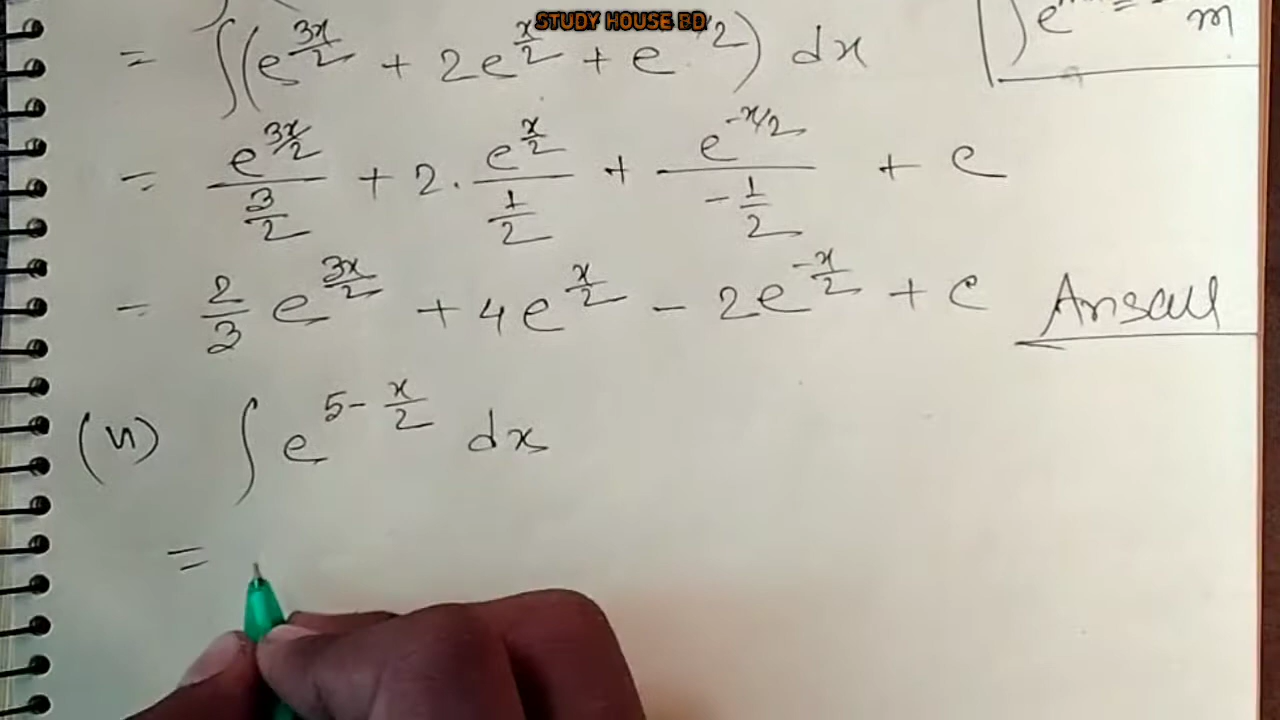 STUDY HOUSE BD
= ∫(e^{3x/2} + 2e^{x/2} + e^{-x/2}) dx
= e^{3x/2}/(3/2) + 2 · e^{x/2}/(1/2) + e^{-x/2}/(-1/2) + c
= 2/3 e^{3x/2} + 4e^{x/2} - 2e^{-x/2} + c
(n) ∫ e^{5 - x/2} dx
=